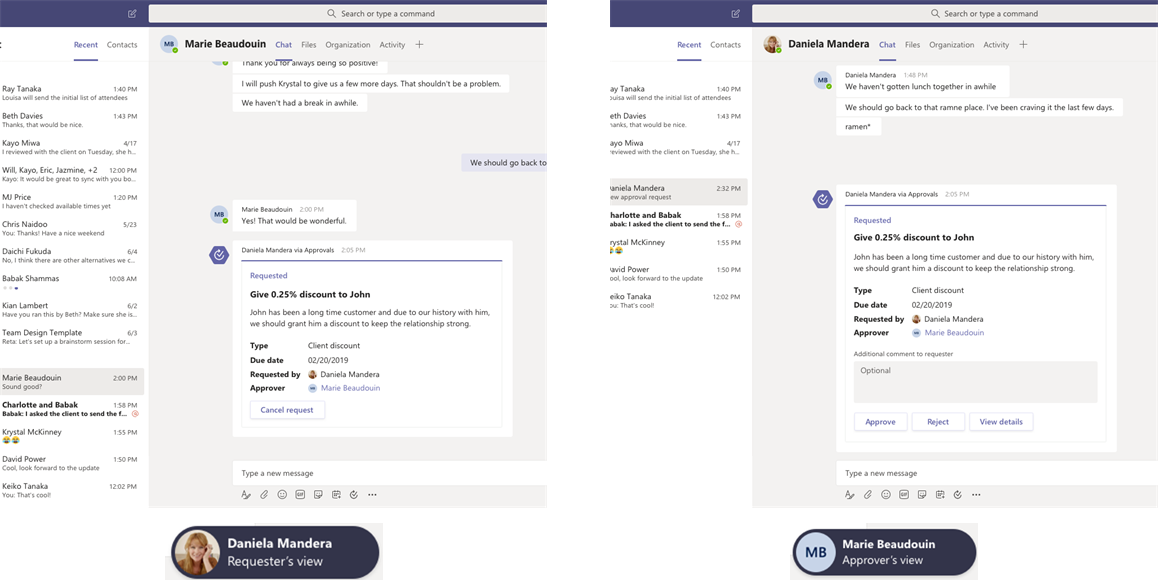 Search or type a command
Recent
Contacts
MB
Marie Beaudouin
Chat
Files
Organization
Activity
Ray Tanaka
1:40 PM
Louisa will send the initial list of attendees
Beth Davies
1:43 PM
Thanks, that would be nice.
Kayo Miwa
4/17
I reviewed with the client on Tuesday, she h...
Will, Kayo, Eric, Jazmine, +2
12:00 PM
Kayo: It would be great to sync with you bo...
MJ Price
1:20 PM
I haven't checked available times yet
Chris Naidoo
5/23
You: Thanks! Have a nice weekend
Daichi Fukuda
6/4
No, I think there are other alternatives we c...
Babak Shammas
10:08 AM
Kian Lambert
6/2
Have you ran this by Beth? Make sure she is...
Team Design Template
6/3
Reta: Let's set up a brainstorm session for...
Marie Beaudouin
2:00 PM
Sound good?
Charlotte and Babak
1:58 PM
Babak: I asked the client to send the f...
Krystal McKinney
1:55 PM
David Power
1:50 PM
Cool, look forward to the update
Keiko Tanaka
12:02 PM
You: That's cool!
Thank you for always being so positive!
I will push Krystal to give us a few more days. That shouldn't be a problem.
We haven't had a break in awhile.
We should go back to
MB
Marie Beaudouin 2:00 PM
Yes! That would be wonderful.
Daniela Mandera via Approvals 2:05 PM
Requested
Give 0.25% discount to John
John has been a long time customer and due to our history with him,
we should grant him a discount to keep the relationship strong.
Type Client discount
Due date 02/20/2019
Requested by Daniela Mandera
Approver MB Marie Beaudouin
Cancel request
Type a new message
GIF
Daniela Mandera
Requester's view
Search or type a command
Recent
Contacts
Daniela Mandera
Chat
Files
Organization
Activity
ay Tanaka
1:40 PM
ouisa will send the initial list of attendees
eth Davies
1:43 PM
hanks, that would be nice.
ayo Miwa
4/17
reviewed with the client on Tuesday, she h...
aniela Mandera
2:32 PM
ew approval request
harlotte and Babak
1:58 PM
abak: I asked the client to send the f...
rystal McKinney
1:55 PM
avid Power
1:50 PM
ool, look forward to the update
eiko Tanaka
12:02 PM
ou: That's cool!
MB
Daniela Mandera 1:48 PM
We haven't gotten lunch together in awhile
We should go back to that ramne place. I've been craving it the last few days.
ramen*
Daniela Mandera via Approvals 2:05 PM
Requested
Give 0.25% discount to John
John has been a long time customer and due to our history with him,
we should grant him a discount to keep the relationship strong.
Type Client discount
Due date 02/20/2019
Requested by Daniela Mandera
Approver MB Marie Beaudouin
Additional comment to requester
Optional
Approve
Reject
View details
Type a new message
GIF
MB
Marie Beaudouin
Approver's view